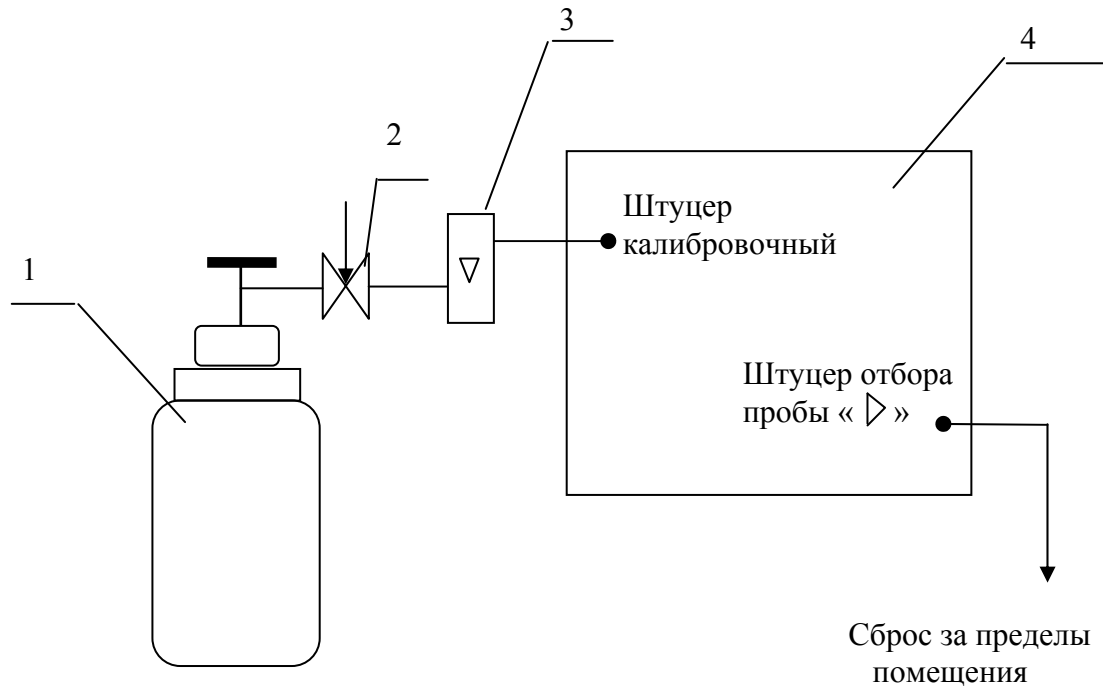 3
4
2
Штуцер
калибровочный
1
Штуцер отбора
пробы « ▷ »
Сброс за пределы
помещения